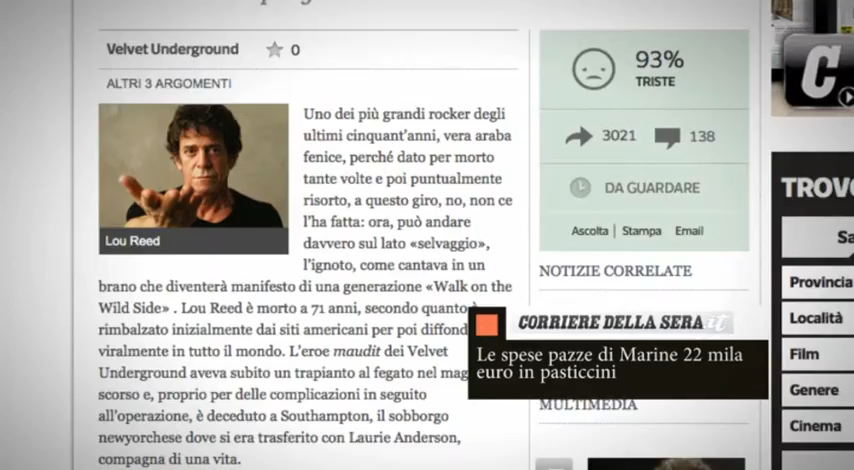 Velvet Underground 0
ALTRI 3 ARGOMENTI
Lou Reed
Uno dei più grandi rocker degli
ultimi cinquant'anni, vera araba
fenice, perché dato per morto
tante volte e poi puntualmente
risorto, a questo giro, no, non ce
l'ha fatta: ora, può andare
davvero sul lato «selvaggio»,
l'ignoto, come cantava in un
brano che diventerà manifesto di una generazione «Walk on the
Wild Side» . Lou Reed è morto a 71 anni, secondo quanto è
rimbalzato inizialmente dai siti americani per poi diffond
viralmente in tutto il mondo. L'eroe maudit dei Velvet
Underground aveva subito un trapianto al fegato nel mag
scorso e, proprio per delle complicazioni in seguito
all'operazione, è deceduto a Southampton, il sobborgo
newyorchese dove si era trasferito con Laurie Anderson,
compagna di una vita.
93%
TRISTE
3021 138
DA GUARDARE
Ascolta | Stampa Email
NOTIZIE CORRELATE
CORRIERE DELLA SERA it
Le spese pazze di Marine 22 mila
euro in pasticcini
MULTIMEDIA
C
TROVO
Sa
Provincia
Località
Film
Genere
Cinema